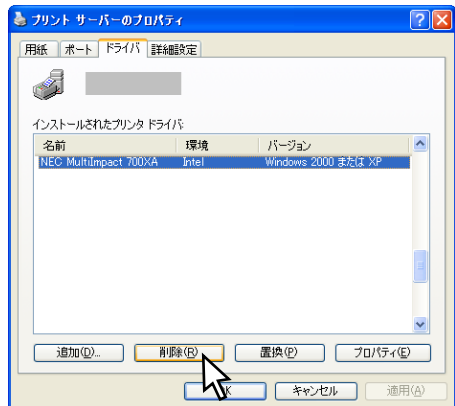 プリント サーバーのプロパティ
用紙 ポート ドライバ 詳細設定
インストールされたプリンタ ドライバ:
名前 環境 バージョン
NEC MultiImpact 700XA Intel Windows 2000 または XP
追加(D)... 削除(R) 置換(P) プロパティ(E)
キャンセル 適用(A)